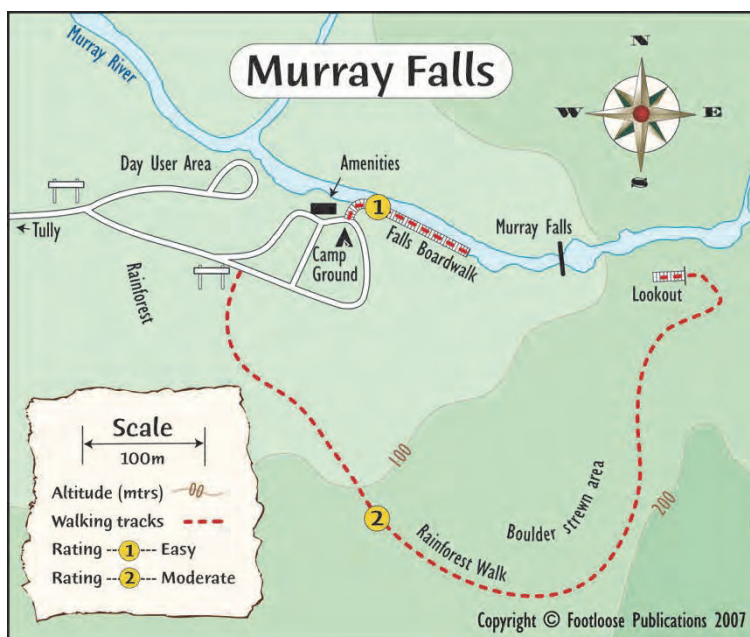 Murray Falls
Murray River
N
W
E
S
Day User Area
Amenities
1
Tully
Camp
Ground
Falls Boardwalk
Murray Falls
Lookout
Rainforest
100
200
Boulder strewn area
2
Rainforest Walk
Scale
100m
Altitude (mtrs) 00
Walking tracks
Rating ---1--- Easy
Rating ---2--- Moderate
Copyright © Footloose Publications 2007